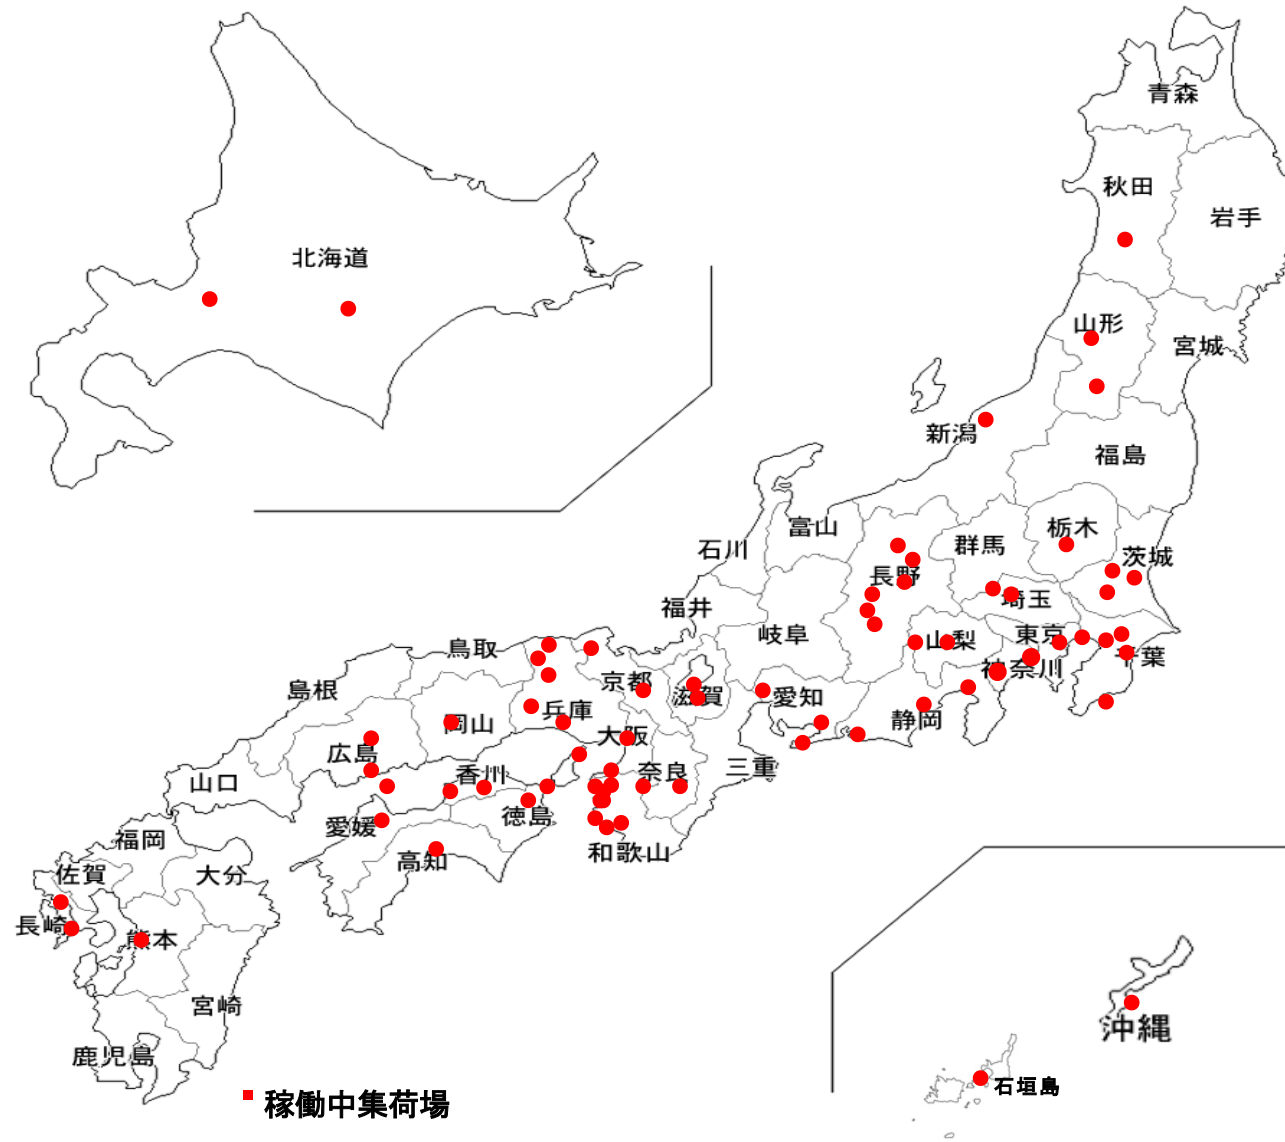 青森
秋田
岩手
北海道
山形
宮城
新潟
福島
富山
栃木
石川
群馬
茨城
長野
福井
埼玉
岐阜
東京
鳥取
山梨
千葉
神奈川
島根
京都
滋賀
愛知
兵庫
静岡
岡山
大阪
広島
三重
奈良
香川
山口
徳島
愛媛
福岡
和歌山
高知
佐賀
大分
長崎
熊本
宮崎
沖縄
鹿児島
石垣島
稼働中集荷場